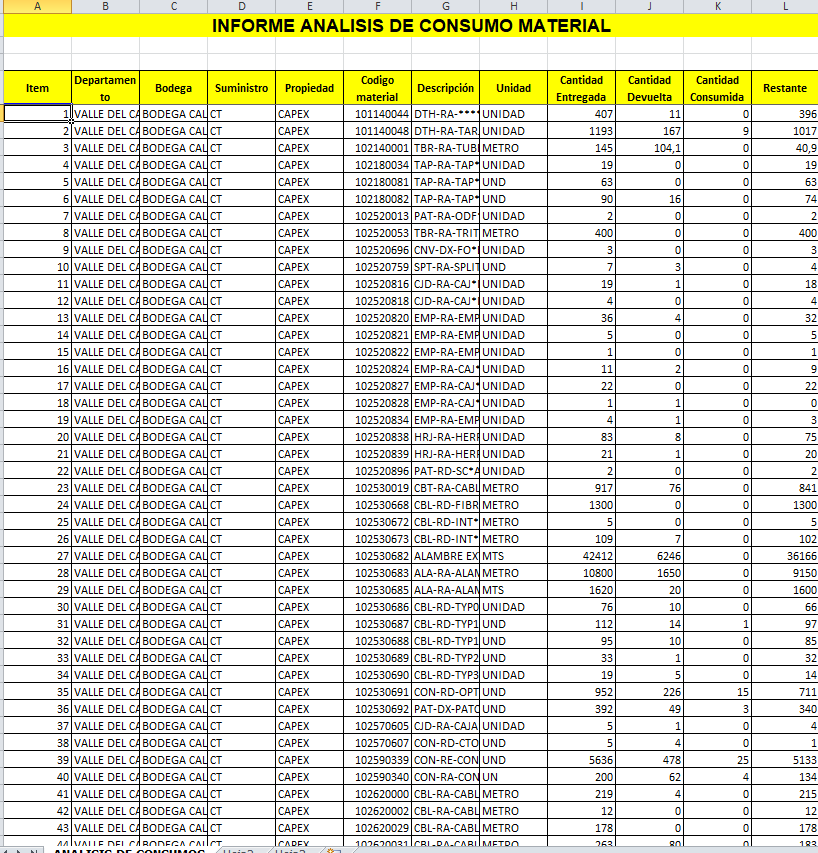 A B C D E F G H I J K L
INFORME ANALISIS DE CONSUMO MATERIAL
Item Departamento Bodega Suministro Propiedad Codigo material Descripción Unidad Cantidad Entregada Cantidad Devuelta Cantidad Consumida Restante
1 VALLE DEL CA BODEGA CAL CT CAPEX 101140044 DTH-RA-**** UNIDAD 407 11 0 396
2 VALLE DEL CA BODEGA CAL CT CAPEX 101140048 DTH-RA-TAR UNIDAD 1193 167 9 1017
3 VALLE DEL CA BODEGA CAL CT CAPEX 102140001 TBR-RA-TUB METRO 145 104,1 0 40,9
4 VALLE DEL CA BODEGA CAL CT CAPEX 102180034 TAP-RA-TAP* UNIDAD 19 0 0 19
5 VALLE DEL CA BODEGA CAL CT CAPEX 102180081 TAP-RA-TAP* UND 63 0 0 63
6 VALLE DEL CA BODEGA CAL CT CAPEX 102180082 TAP-RA-TAP* UND 90 16 0 74
7 VALLE DEL CA BODEGA CAL CT CAPEX 102520013 PAT-RA-ODF UNIDAD 2 0 0 2
8 VALLE DEL CA BODEGA CAL CT CAPEX 102520053 TBR-RA-TRIT METRO 400 0 0 400
9 VALLE DEL CA BODEGA CAL CT CAPEX 102520696 CNV-DX-FO* UNIDAD 3 0 0 3
10 VALLE DEL CA BODEGA CAL CT CAPEX 102520759 SPT-RA-SPLIT UND 7 3 0 4
11 VALLE DEL CA BODEGA CAL CT CAPEX 102520816 CJD-RA-CAJ* UNIDAD 19 1 0 18
12 VALLE DEL CA BODEGA CAL CT CAPEX 102520818 CJD-RA-CAJ* UNIDAD 4 0 0 4
13 VALLE DEL CA BODEGA CAL CT CAPEX 102520820 EMP-RA-EMP UNIDAD 36 4 0 32
14 VALLE DEL CA BODEGA CAL CT CAPEX 102520821 EMP-RA-EMP UNIDAD 5 0 0 5
15 VALLE DEL CA BODEGA CAL CT CAPEX 102520822 EMP-RA-EMP UNIDAD 1 0 0 1
16 VALLE DEL CA BODEGA CAL CT CAPEX 102520824 EMP-RA-CAJ* UNIDAD 11 2 0 9
17 VALLE DEL CA BODEGA CAL CT CAPEX 102520827 EMP-RA-CAJ* UNIDAD 22 0 0 22
18 VALLE DEL CA BODEGA CAL CT CAPEX 102520828 EMP-RA-CAJ* UNIDAD 1 1 0 0
19 VALLE DEL CA BODEGA CAL CT CAPEX 102520834 EMP-RA-EMP UNIDAD 4 1 0 3
20 VALLE DEL CA BODEGA CAL CT CAPEX 102520838 HRJ-RA-HER UNIDAD 83 8 0 75
21 VALLE DEL CA BODEGA CAL CT CAPEX 102520839 HRJ-RA-HER UNIDAD 21 1 0 20
22 VALLE DEL CA BODEGA CAL CT CAPEX 102520896 PAT-RD-SC*A UNIDAD 2 0 0 2
23 VALLE DEL CA BODEGA CAL CT CAPEX 102530019 CBT-RA-CABL METRO 917 76 0 841
24 VALLE DEL CA BODEGA CAL CT CAPEX 102530668 CBL-RD-FIBR METRO 1300 0 0 1300
25 VALLE DEL CA BODEGA CAL CT CAPEX 102530672 CBL-RD-INT* METRO 5 0 0 5
26 VALLE DEL CA BODEGA CAL CT CAPEX 102530673 CBL-RD-INT* METRO 109 7 0 102
27 VALLE DEL CA BODEGA CAL CT CAPEX 102530682 ALAMBRE EX MTS 42412 6246 0 36166
28 VALLE DEL CA BODEGA CAL CT CAPEX 102530683 ALA-RA-ALAM METRO 10800 1650 0 9150
29 VALLE DEL CA BODEGA CAL CT CAPEX 102530685 ALA-RA-ALAM MTS 1620 20 0 1600
30 VALLE DEL CA BODEGA CAL CT CAPEX 102530686 CBL-RD-TYP0 UNIDAD 76 10 0 66
31 VALLE DEL CA BODEGA CAL CT CAPEX 102530687 CBL-RD-TYP1 UND 112 14 1 97
32 VALLE DEL CA BODEGA CAL CT CAPEX 102530688 CBL-RD-TYP1 UND 95 10 0 85
33 VALLE DEL CA BODEGA CAL CT CAPEX 102530689 CBL-RD-TYP2 UND 33 1 0 32
34 VALLE DEL CA BODEGA CAL CT CAPEX 102530690 CBL-RD-TYP3 UNIDAD 19 5 0 14
35 VALLE DEL CA BODEGA CAL CT CAPEX 102530691 CON-RD-OPT UND 952 226 15 711
36 VALLE DEL CA BODEGA CAL CT CAPEX 102530692 PAT-DX-PATC UND 392 49 3 340
37 VALLE DEL CA BODEGA CAL CT CAPEX 102570605 CJD-RA-CAJA UNIDAD 5 1 0 4
38 VALLE DEL CA BODEGA CAL CT CAPEX 102570607 CON-RD-CTO UND 5 4 0 1
39 VALLE DEL CA BODEGA CAL CT CAPEX 102590339 CON-RE-CON UND 5636 478 25 5133
40 VALLE DEL CA BODEGA CAL CT CAPEX 102590340 CON-RA-CON UN 200 62 4 134
41 VALLE DEL CA BODEGA CAL CT CAPEX 102620000 CBL-RA-CABL METRO 219 4 0 215
42 VALLE DEL CA BODEGA CAL CT CAPEX 102620002 CBL-RA-CABL METRO 12 0 0 12
43 VALLE DEL CA BODEGA CAL CT CAPEX 102620029 CBL-RA-CABL METRO 178 0 0 178
44 VALLE DEL CA BODEGA CAL CT CAPEX 102620031 CBL-RA-CABL METRO 263 80 0 183
ANALISIS DE CONSUMOS Hoja2 Hoja3